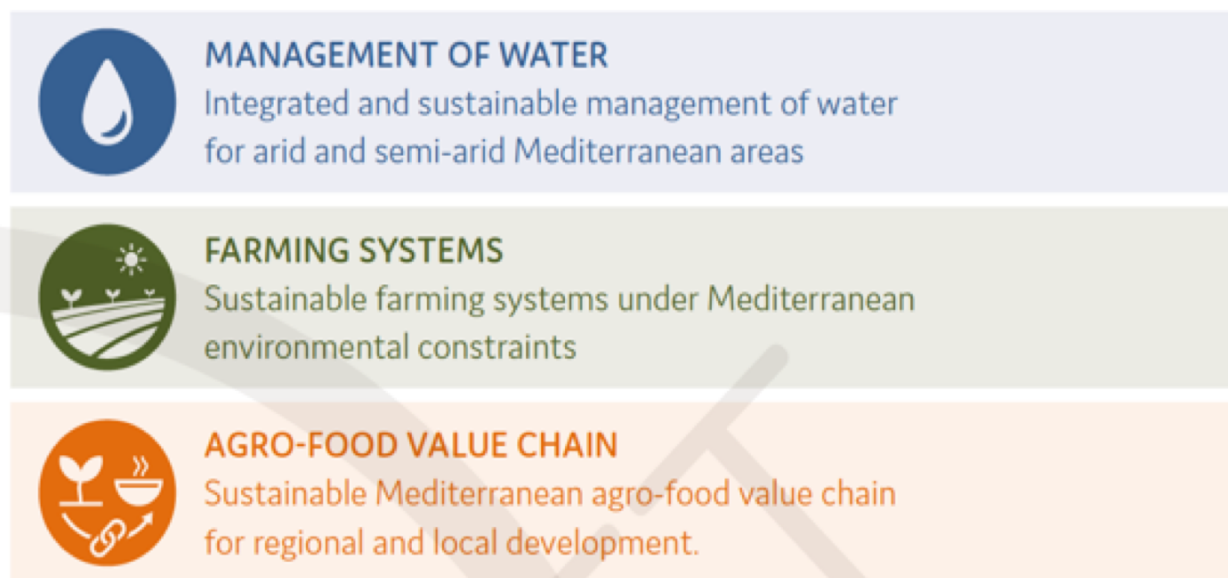 MANAGEMENT OF WATER
Integrated and sustainable management of water
for arid and semi-arid Mediterranean areas
FARMING SYSTEMS
Sustainable farming systems under Mediterranean
environmental constraints
AGRO-FOOD VALUE CHAIN
Sustainable Mediterranean agro-food value chain
for regional and local development.